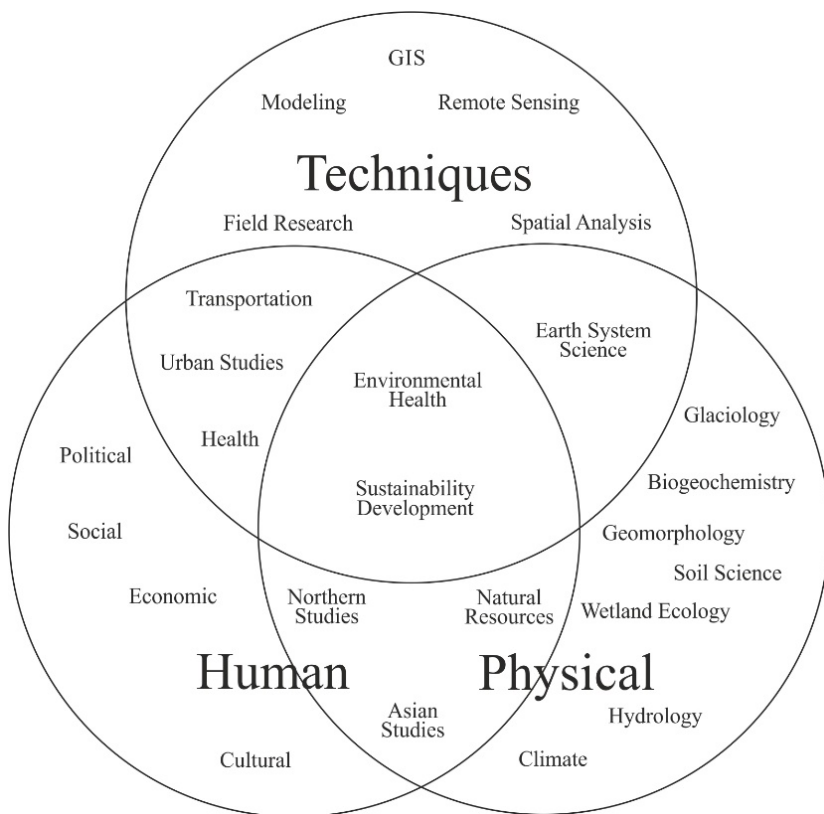 GIS
Modeling
Remote Sensing
Techniques
Field Research
Spatial Analysis
Transportation
Earth System
Science
Urban Studies
Environmental
Health
Glaciology
Health
Political
Biogeochemistry
Sustainability
Development
Social
Geomorphology
Soil Science
Economic
Northern
Studies
Natural
Resources
Wetland Ecology
Human
Physical
Asian
Studies
Hydrology
Cultural
Climate